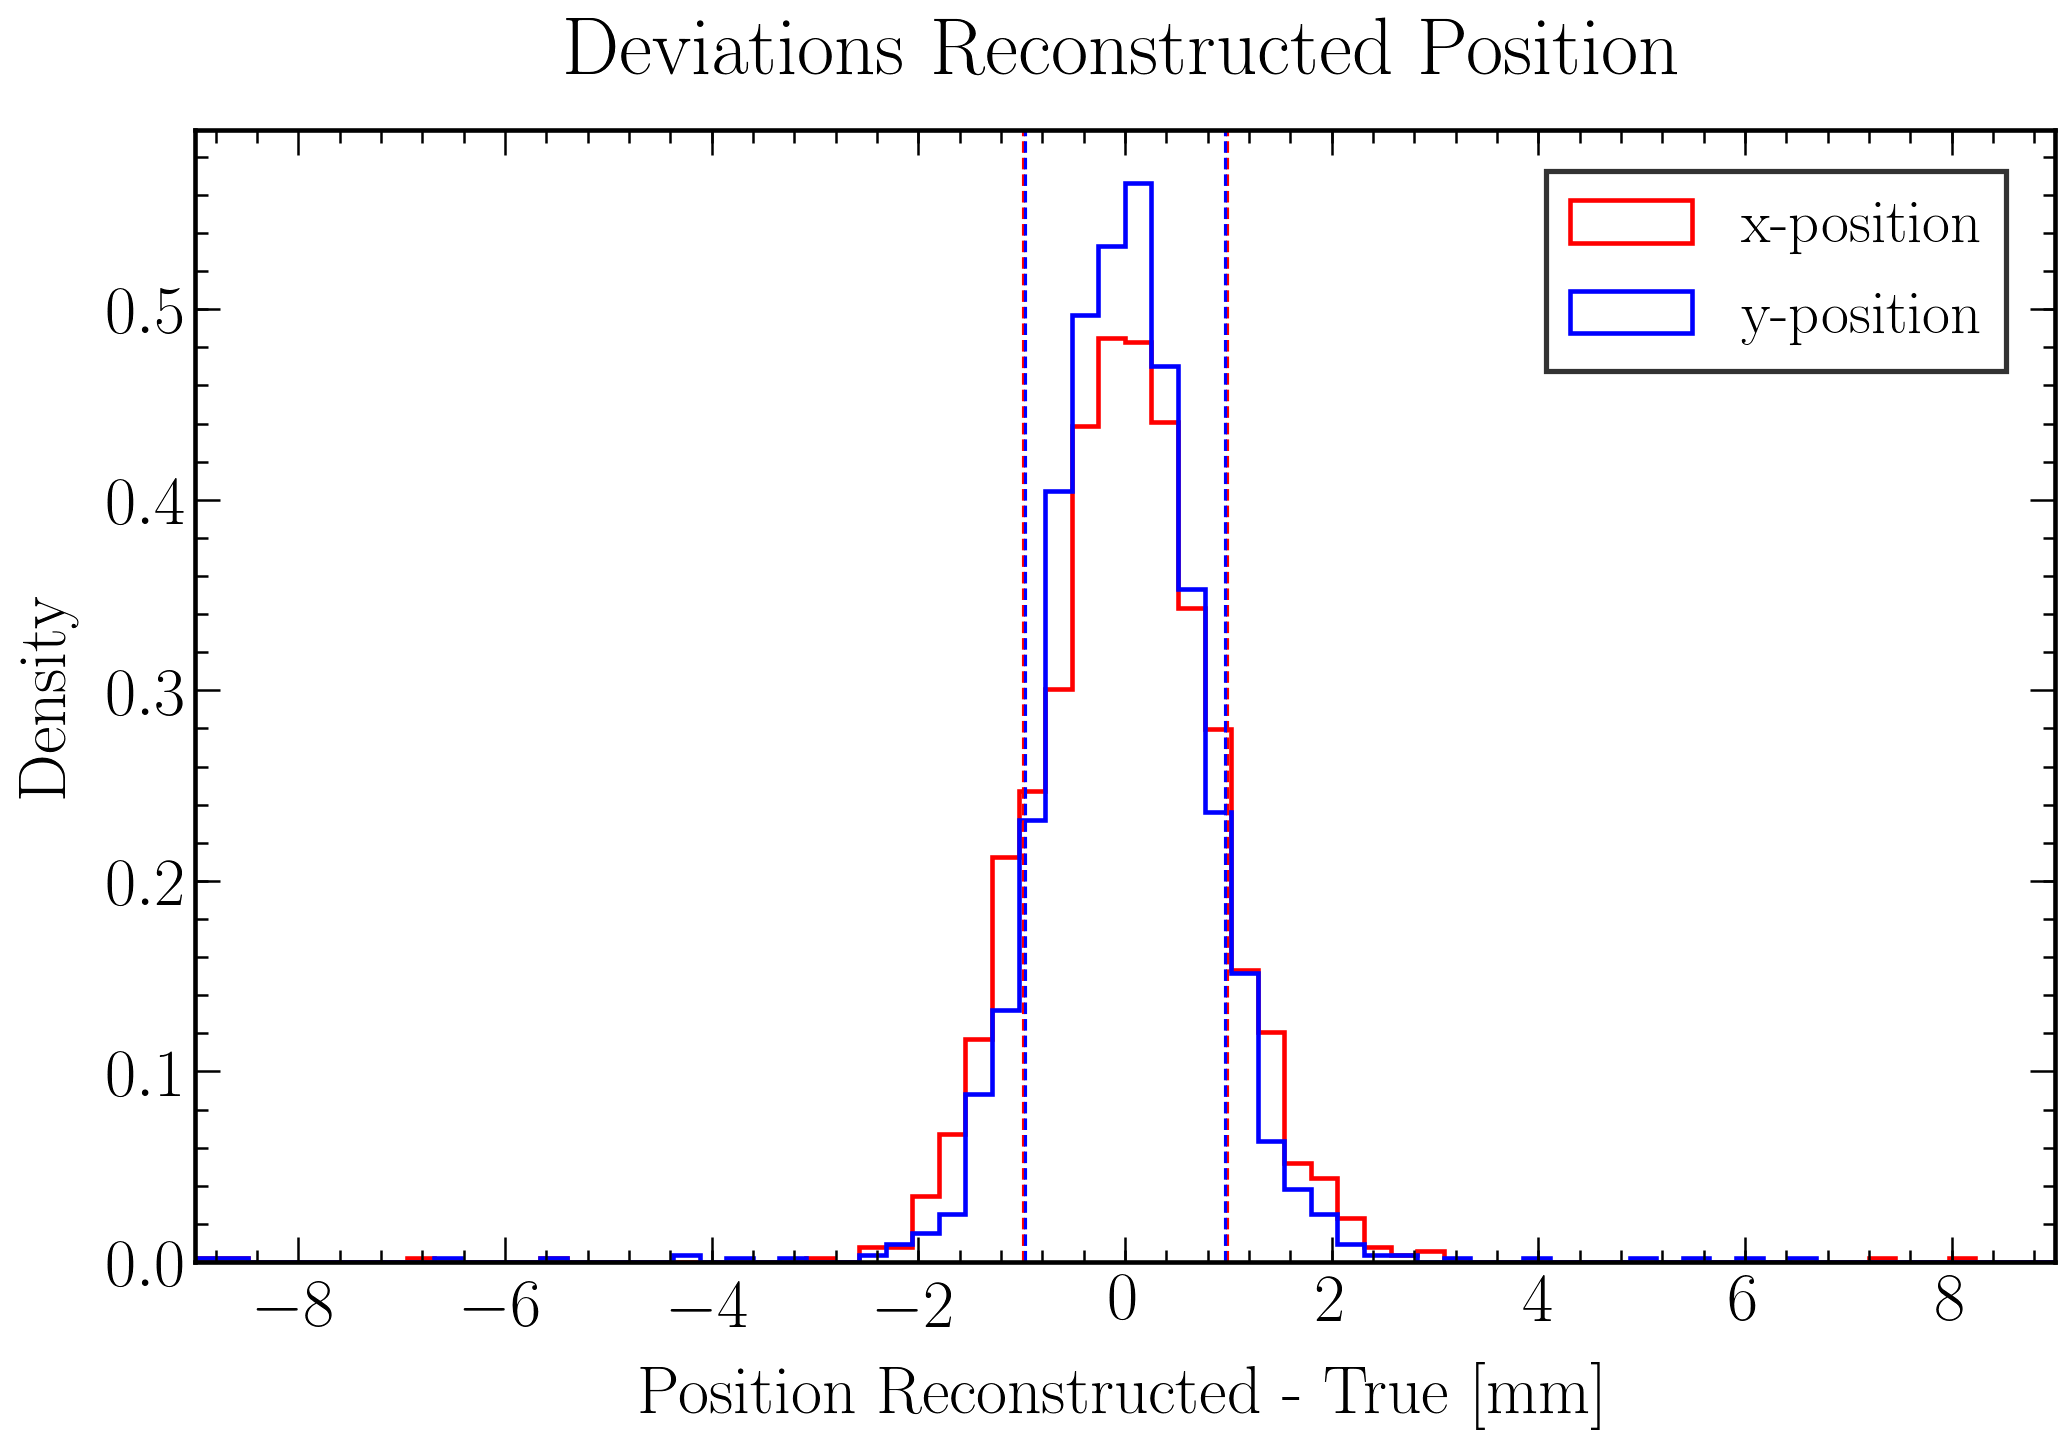 Deviations Reconstructed Position
x-position
y-position
0.5
0.4
0.3
0.2
0.1
0.0
Density
−8 −6 −4 −2 0 2 4 6 8
Position Reconstructed - True [mm]